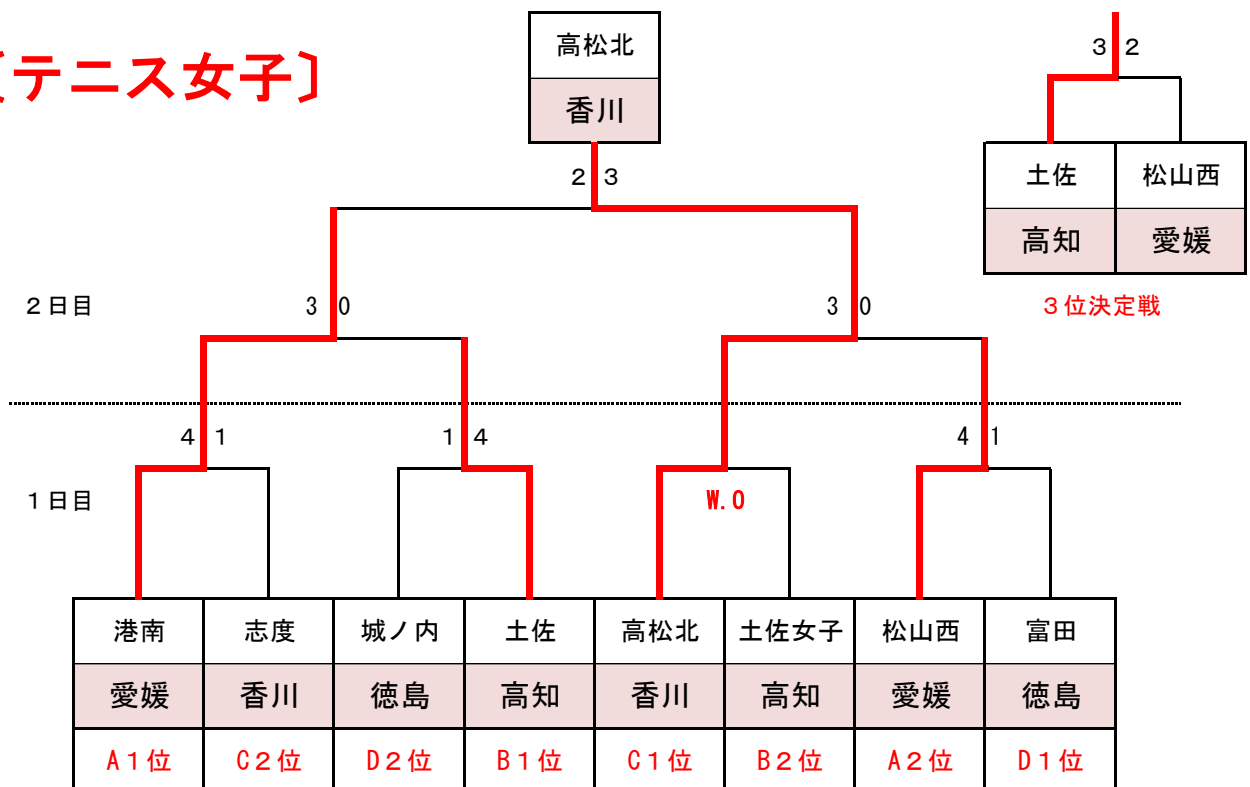 〔テニス女子〕
高松北
香川
2 3
3 2
土佐 松山西
高知 愛媛
3位決定戦
2日目
3 0
3 0
4 1
1 4
4 1
1日目
W.O
港南 志度 城ノ内 土佐 高松北 土佐女子 松山西 富田
愛媛 香川 徳島 高知 香川 高知 愛媛 徳島
A1位 C2位 D2位 B1位 C1位 B2位 A2位 D1位